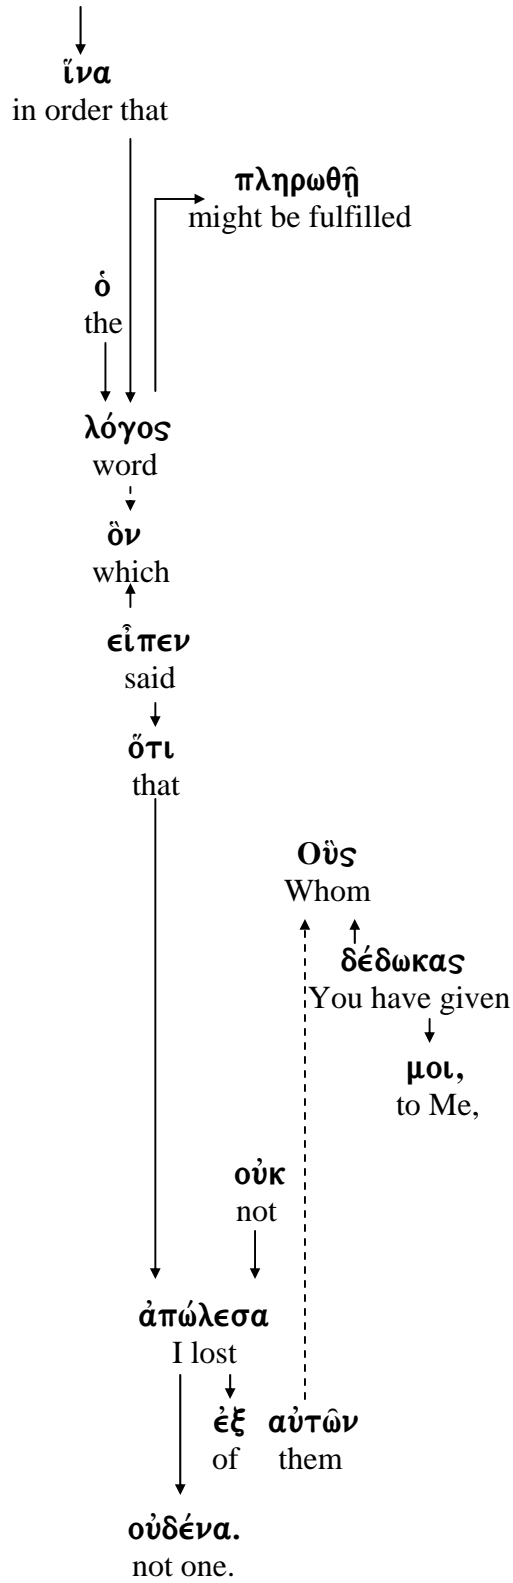 ἵνα
in order that
πληρωθῇ
might be fulfilled
ὁ
the
λόγος
word
ὃν
which
εἶπεν
said
ὅτι
that
Οὓς
Whom
δέδωκας
You have given
μοι,
to Me,
οὐκ
not
ἀπώλεσα
I lost
ἐξ αὐτῶν
of them
οὐδένα.
not one.